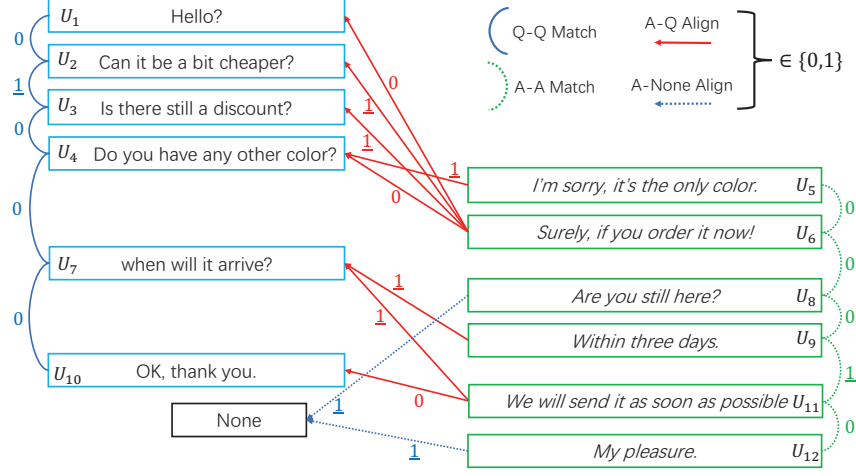 U1 Hello?
0
U2 Can it be a bit cheaper?
1
U3 Is there still a discount?
0
U4 Do you have any other color?
0
U7 when will it arrive?
0
U10 OK, thank you.
None
Q-Q Match
A-Q Align
A-A Match
A-None Align
∈ {0,1}
0
1
1
1
0
1
1
0
1
1
I'm sorry, it's the only color. U5
0
Surely, if you order it now! U6
0
Are you still here? U8
0
Within three days. U9
1
We will send it as soon as possible U11
0
My pleasure. U12